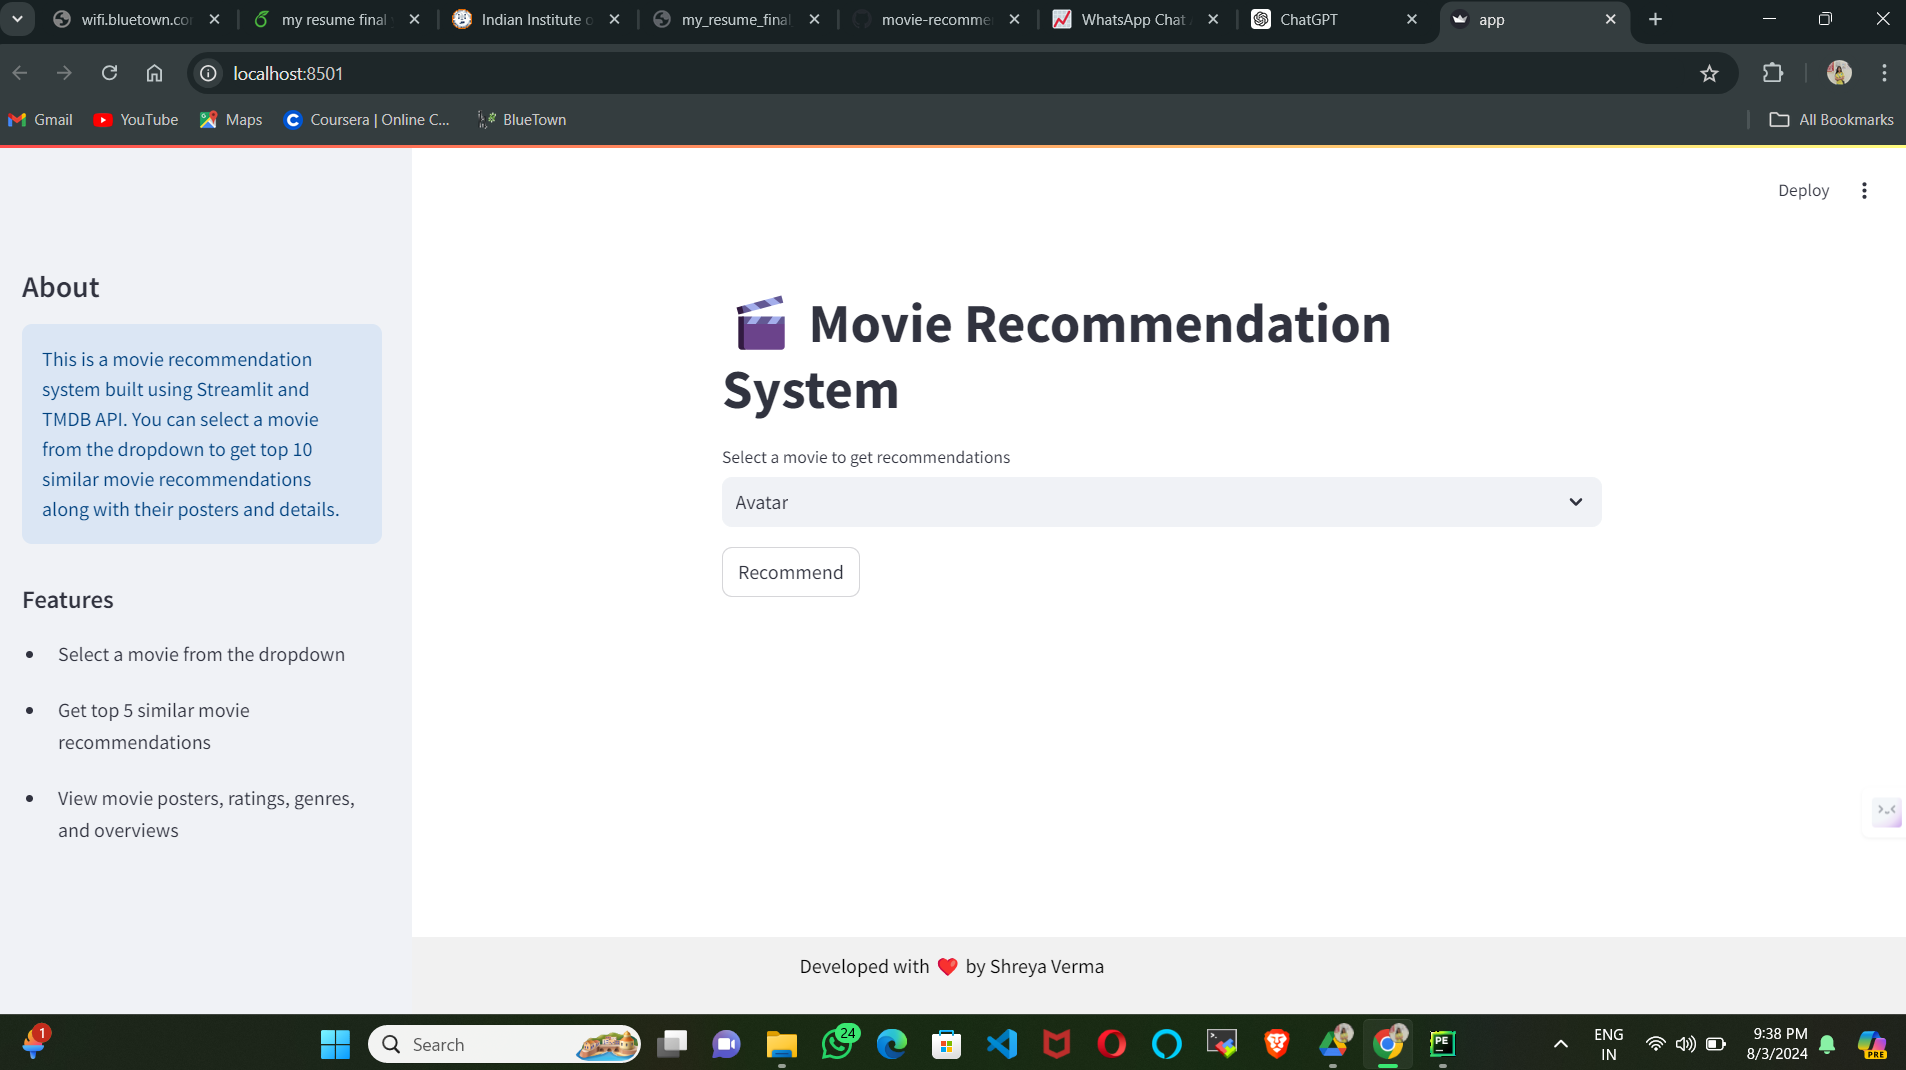 wifi.bluetown.co
my resume final
Indian Institute o
my_resume_final
movie-recomme
WhatsApp Chat
ChatGPT
app
localhost:8501
Gmail
YouTube
Maps
Coursera | Online C...
BlueTown
All Bookmarks
Deploy
About
This is a movie recommendation
system built using Streamlit and
TMDB API. You can select a movie
from the dropdown to get top 10
similar movie recommendations
along with their posters and details.
Features
Select a movie from the dropdown
Get top 5 similar movie
recommendations
View movie posters, ratings, genres,
and overviews
Movie Recommendation
System
Select a movie to get recommendations
Avatar
Recommend
Developed with ❤️ by Shreya Verma
1
Search
24
PE
ENG
IN
9:38 PM
8/3/2024
PRE